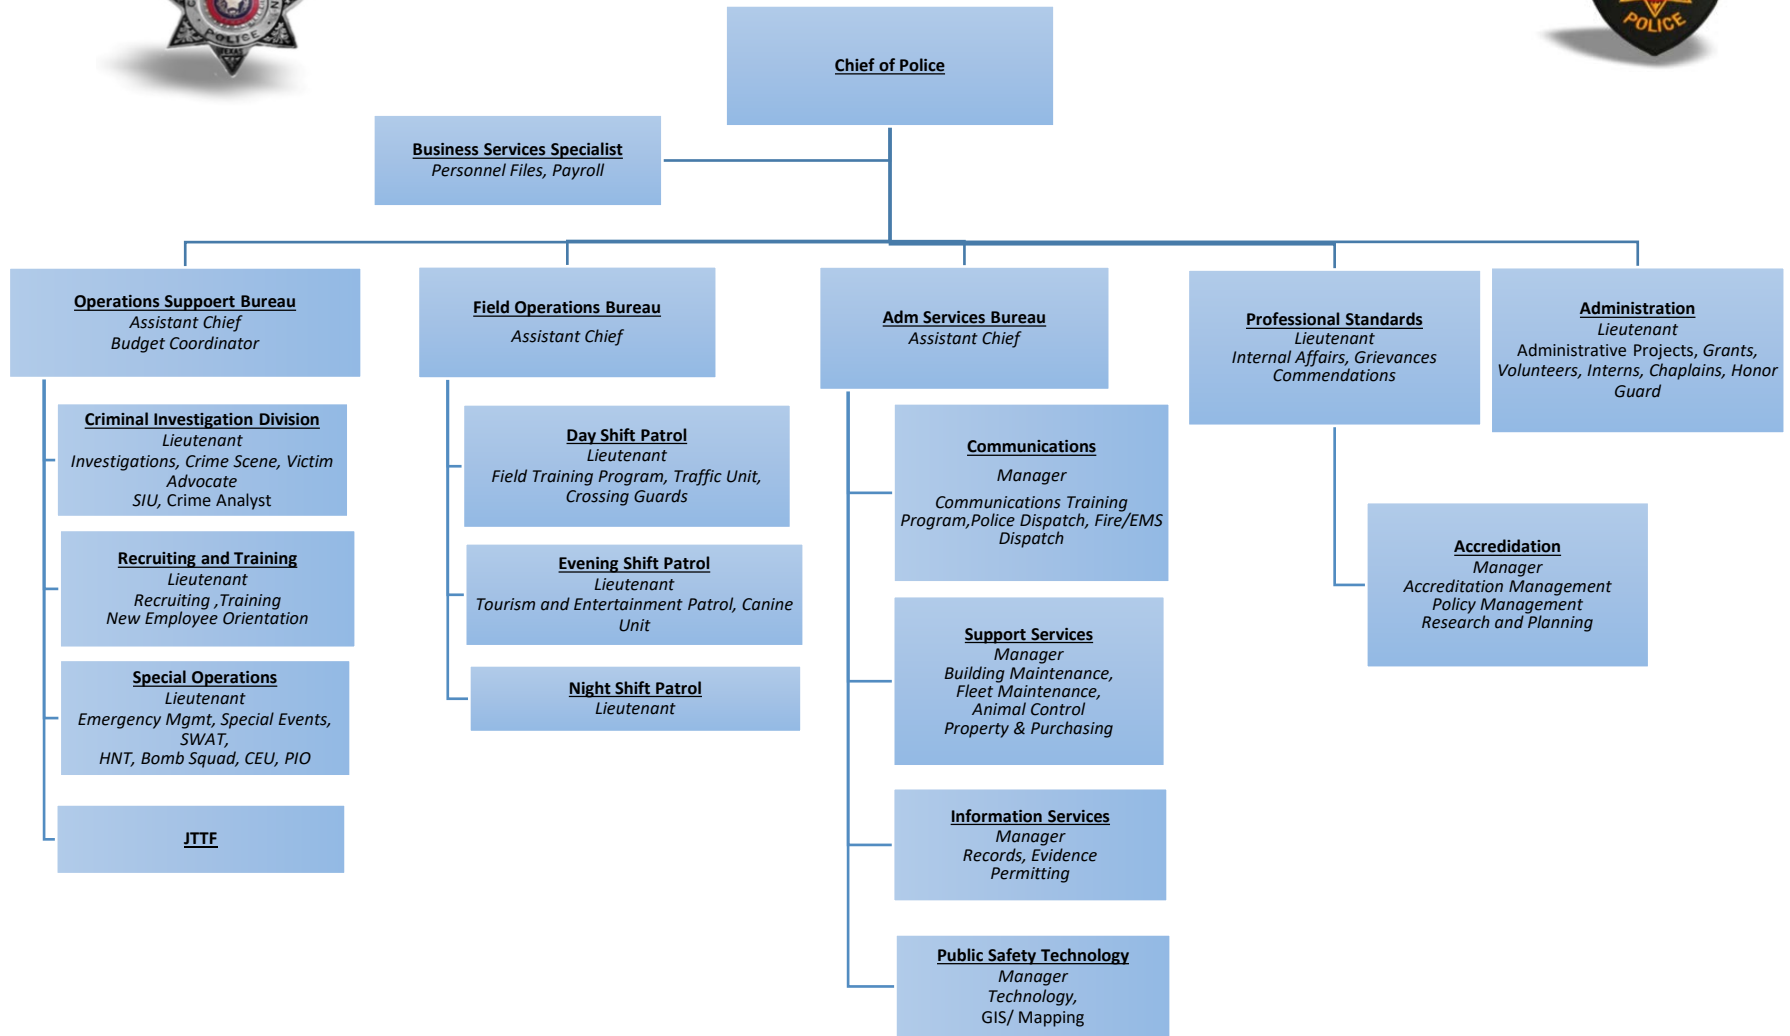 POLICE
TEXAS
POLICE
Chief of Police
Business Services Specialist
Personnel Files, Payroll
Operations Suppoert Bureau
Assistant Chief
Budget Coordinator
Field Operations Bureau
Assistant Chief
Adm Services Bureau
Assistant Chief
Professional Standards
Lieutenant
Internal Affairs, Grievances
Commendations
Administration
Lieutenant
Administrative Projects, Grants,
Volunteers, Interns, Chaplains, Honor
Guard
Criminal Investigation Division
Lieutenant
Investigations, Crime Scene, Victim
Advocate
SIU, Crime Analyst
Recruiting and Training
Lieutenant
Recruiting ,Training
New Employee Orientation
Special Operations
Lieutenant
Emergency Mgmt, Special Events,
SWAT,
HNT, Bomb Squad, CEU, PIO
JTTF
Day Shift Patrol
Lieutenant
Field Training Program, Traffic Unit,
Crossing Guards
Evening Shift Patrol
Lieutenant
Tourism and Entertainment Patrol, Canine
Unit
Night Shift Patrol
Lieutenant
Communications
Manager
Communications Training
Program,Police Dispatch, Fire/EMS
Dispatch
Support Services
Manager
Building Maintenance,
Fleet Maintenance,
Animal Control
Property & Purchasing
Information Services
Manager
Records, Evidence
Permitting
Public Safety Technology
Manager
Technology,
GIS/ Mapping
Accredidation
Manager
Accreditation Management
Policy Management
Research and Planning